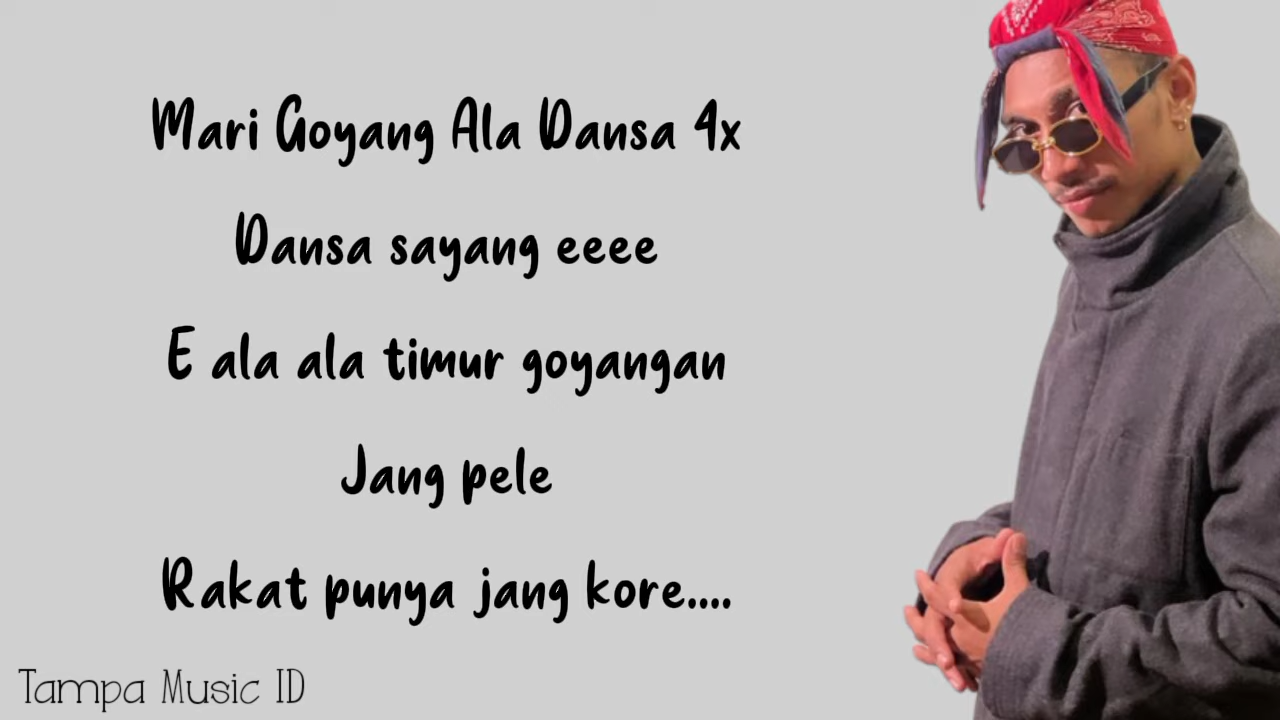 Mari Goyang Ala Dansa 4x
Dansa sayang eeee
E ala ala timur goyangan
Jang pele
Rakat punya jang kore....
Tampa Music ID